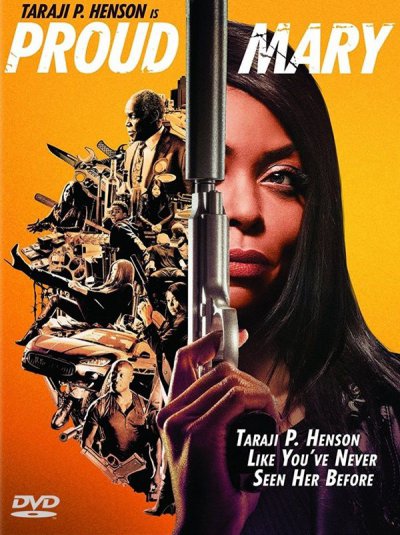 TARAJI P. HENSON IS
PROUD MARY
TARAJI P. HENSON
LIKE YOU'VE NEVER
SEEN HER BEFORE
DVD